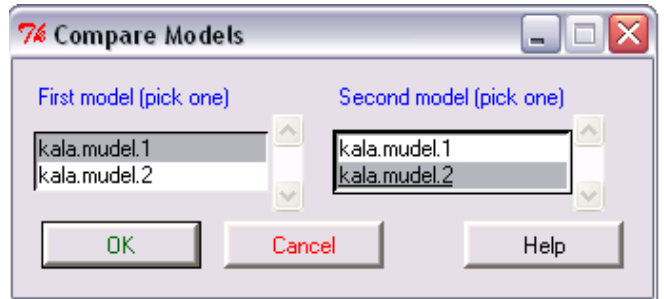 Compare Models
First model (pick one)
kala.mudel.1
kala.mudel.2
Second model (pick one)
kala.mudel.1
kala.mudel.2
OK
Cancel
Help